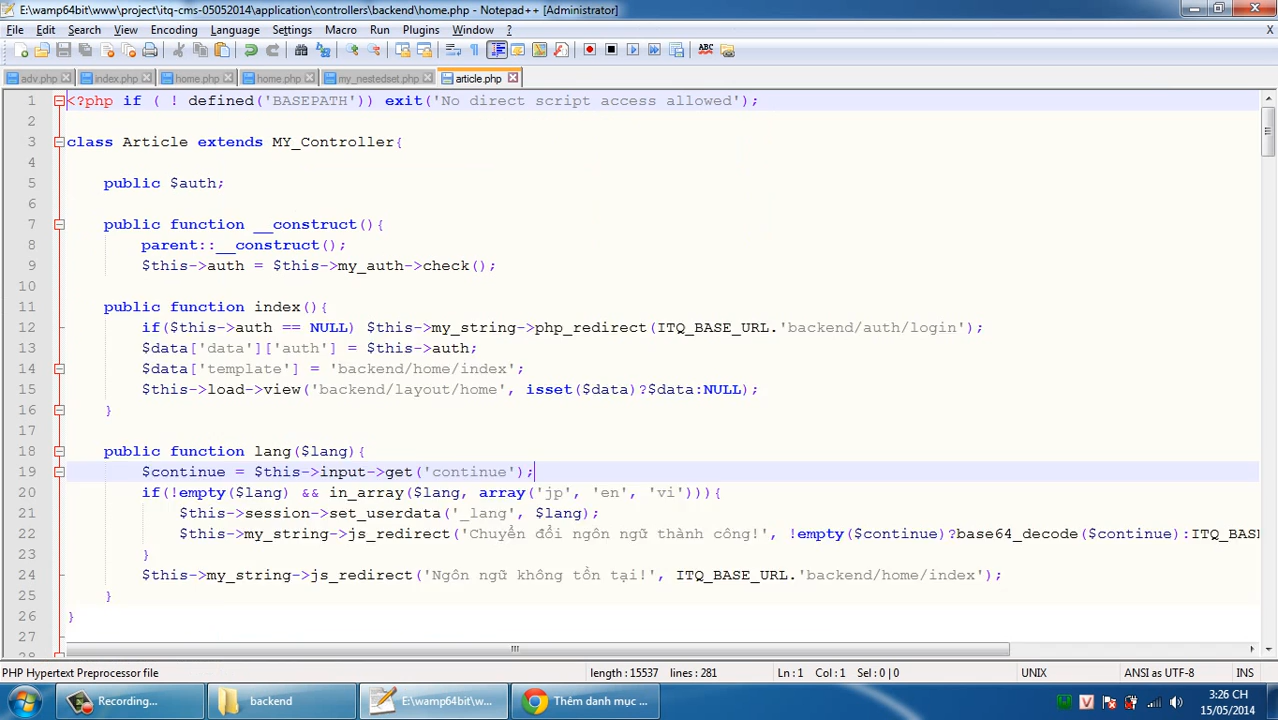 E:\wamp64bit\www\project\itq-cms-05052014\application\controllers\backend\home.php - Notepad++ [Administrator]
File Edit Search View Encoding Language Settings Macro Run Plugins Window ? X
adv.php index.php home.php home.php my_nestedset.php article.php
1 <?php if ( ! defined('BASEPATH')) exit('No direct script access allowed');
2
3 class Article extends MY_Controller{
4
5 public $auth;
6
7 public function __construct(){
8 parent::__construct();
9 $this->auth = $this->my_auth->check();
10
11 public function index(){
12 if($this->auth == NULL) $this->my_string->php_redirect(ITQ_BASE_URL.'backend/auth/login');
13 $data['data']['auth'] = $this->auth;
14 $data['template'] = 'backend/home/index';
15 $this->load->view('backend/layout/home', isset($data)?$data:NULL);
16 }
17
18 public function lang($lang){
19 $continue = $this->input->get('continue');
20 if(!empty($lang) && in_array($lang, array('jp', 'en', 'vi'))){
21 $this->session->set_userdata('_lang', $lang);
22 $this->my_string->js_redirect('Chuyển đổi ngôn ngữ thành công!', !empty($continue)?base64_decode($continue):ITQ_BASE
23 }
24 $this->my_string->js_redirect('Ngôn ngữ không tồn tại!', ITQ_BASE_URL.'backend/home/index');
25 }
26 }
27
PHP Hypertext Preprocessor file length : 15537 lines : 281 Ln : 1 Col : 1 Sel : 0 | 0 UNIX ANSI as UTF-8 INS
Recording... backend E:\wamp64bit\w... Thêm danh mục ... 3:26 CH
15/05/2014